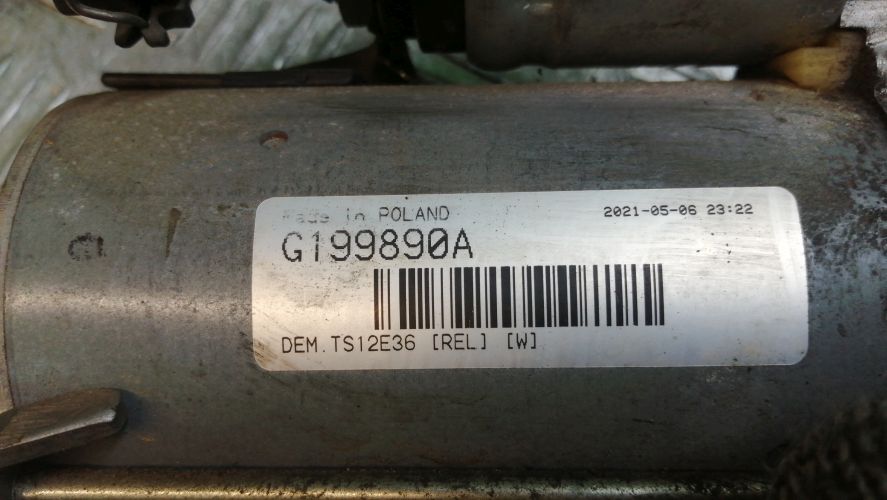 Made in POLAND
2021-05-06 23:22
G199890A
DEM.TS12E36 [REL] [W]